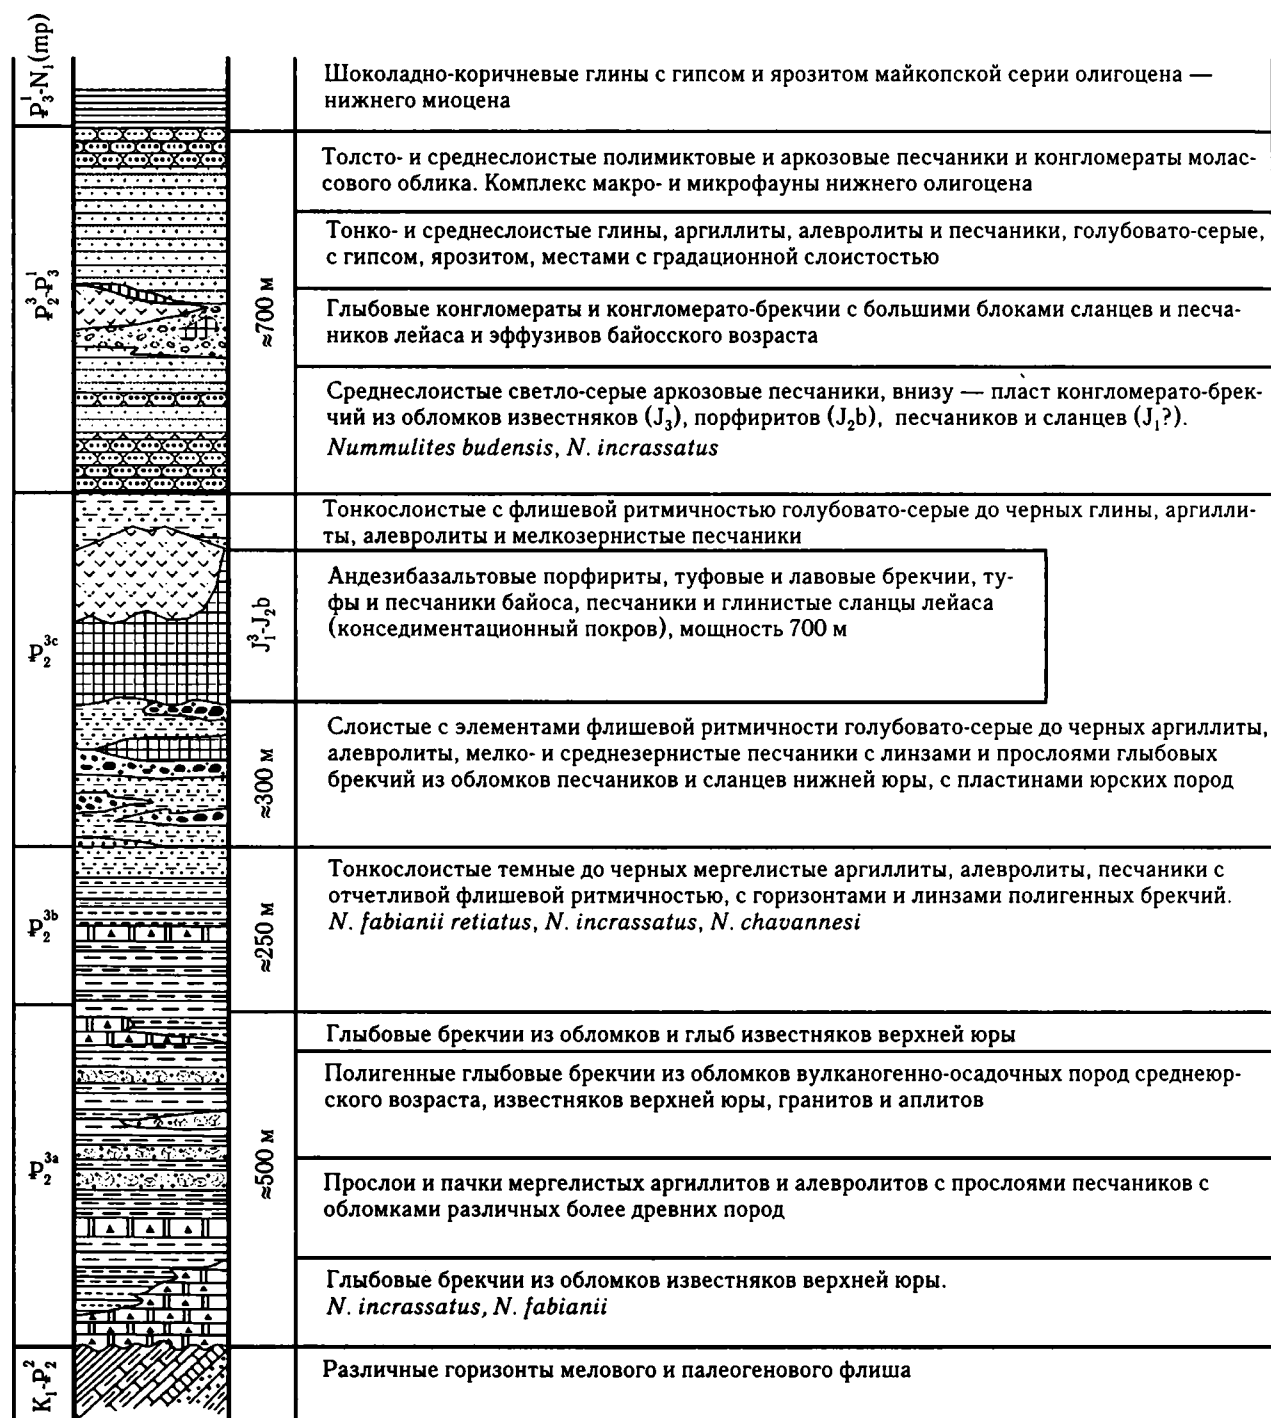 P₃¹-N₁(mp)
Шоколадно-коричневые глины с гипсом и ярозитом майкопской серии олигоцена —
нижнего миоцена
P₂³-P₃¹
≈700 м
Толсто- и среднеслоистые полимиктовые и аркозовые песчаники и конгломераты молас-
сового облика. Комплекс макро- и микрофауны нижнего олигоцена
Тонко- и среднеслоистые глины, аргиллиты, алевролиты и песчаники, голубовато-серые,
с гипсом, ярозитом, местами с градационной слоистостью
Глыбовые конгломераты и конгломерато-брекчии с большими блоками сланцев и песча-
ников лейаса и эффузивов байосского возраста
Среднеслоистые светло-серые аркозовые песчаники, внизу — пласт конгломерато-брек-
чий из обломков известняков (J₃), порфиритов (J₂b), песчаников и сланцев (J₁?).
Nummulites budensis, N. incrassatus
P₂³ᶜ
Тонкослоистые с флишевой ритмичностью голубовато-серые до черных глины, аргилли-
ты, алевролиты и мелкозернистые песчаники
J₁³-J₂b
Андезибазальтовые порфириты, туфовые и лавовые брекчии, ту-
фы и песчаники байоса, песчаники и глинистые сланцы лейаса
(конседиментационный покров), мощность 700 м
≈300 м
Слоистые с элементами флишевой ритмичности голубовато-серые до черных аргиллиты,
алевролиты, мелко- и среднезернистые песчаники с линзами и прослоями глыбовых
брекчий из обломков песчаников и сланцев нижней юры, с пластинами юрских пород
P₂³ᵇ
≈250 м
Тонкослоистые темные до черных мергелистые аргиллиты, алевролиты, песчаники с
отчетливой флишевой ритмичностью, с горизонтами и линзами полигенных брекчий.
N. fabianii retiatus, N. incrassatus, N. chavannesi
P₂³ᵃ
≈500 м
Глыбовые брекчии из обломков и глыб известняков верхней юры
Полигенные глыбовые брекчии из обломков вулканогенно-осадочных пород среднеюр-
ского возраста, известняков верхней юры, гранитов и аплитов
Прослои и пачки мергелистых аргиллитов и алевролитов с прослоями песчаников с
обломками различных более древних пород
Глыбовые брекчии из обломков известняков верхней юры.
N. incrassatus, N. fabianii
K₁-P₂²
Различные горизонты мелового и палеогенового флиша